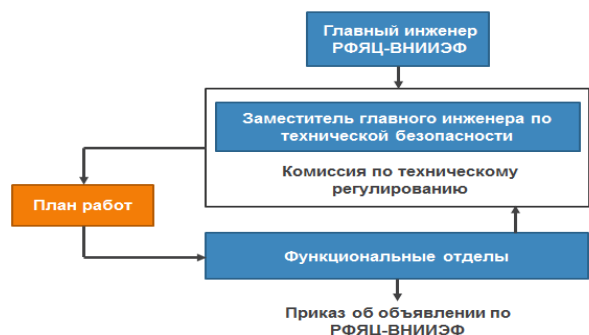 Главный инженер
РФЯЦ-ВНИИЭФ
Заместитель главного инженера по
технической безопасности
Комиссия по техническому
регулированию
План работ
Функциональные отделы
Приказ об объявлении по
РФЯЦ-ВНИИЭФ